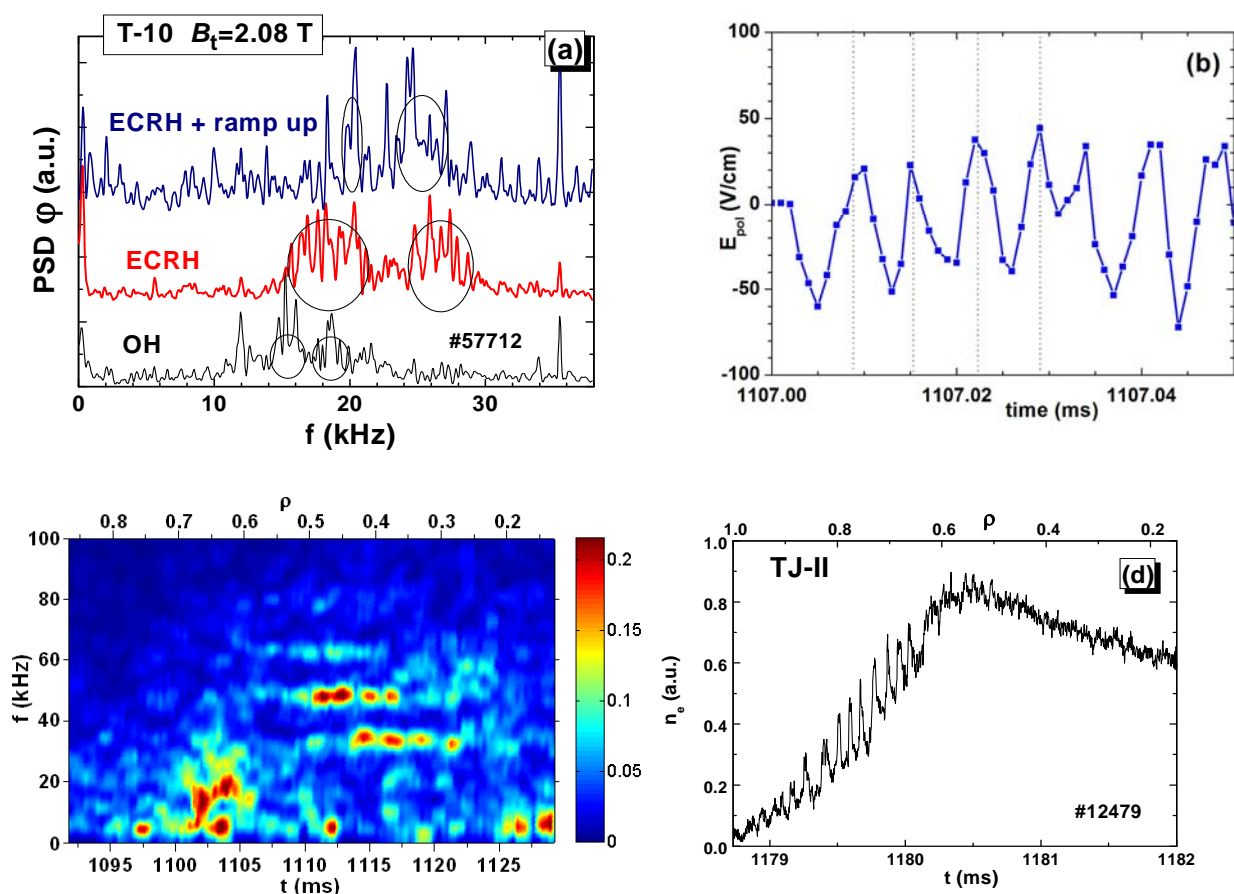 T-10 Bt=2.08 T
(a)
ECRH + ramp up
ECRH
OH
#57712
PSD φ (a.u.)
0 10 20 30
f (kHz)
(b)
100
50
0
-50
-100
Epol (V/cm)
1107.00 1107.02 1107.04
time (ms)
ρ
0.8 0.7 0.6 0.5 0.4 0.3 0.2
100
80
60
40
20
0
f (kHz)
0.2
0.15
0.1
0.05
0
1095 1100 1105 1110 1115 1120 1125
t (ms)
ρ
1.0 0.8 0.6 0.4 0.2
TJ-II
(d)
1.0
0.8
0.6
0.4
0.2
0.0
ne (a.u.)
#12479
1179 1180 1181 1182
t (ms)